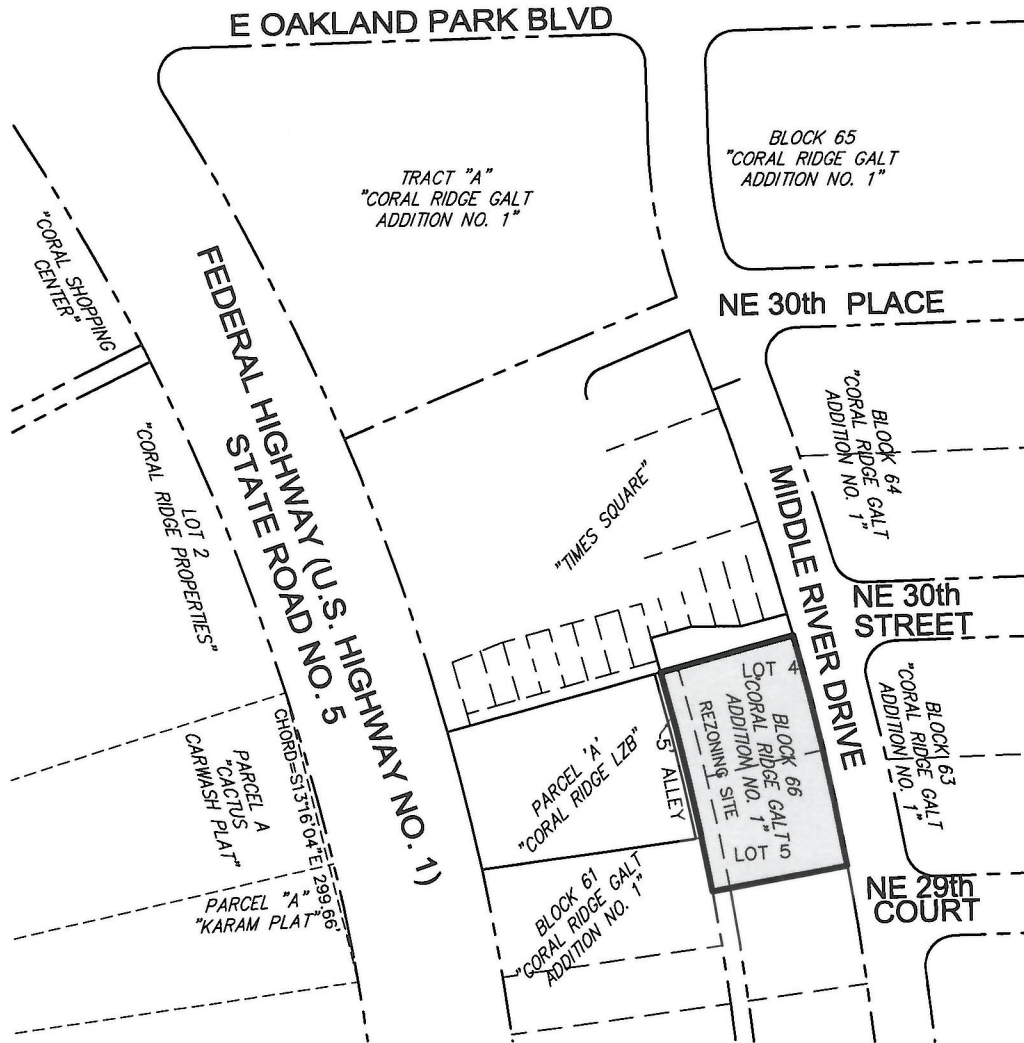 E OAKLAND PARK BLVD
TRACT "A"
"CORAL RIDGE GALT
ADDITION NO. 1"
BLOCK 65
"CORAL RIDGE GALT
ADDITION NO. 1"
"CORAL SHOPPING
CENTER"
FEDERAL HIGHWAY (U.S. HIGHWAY NO. 1)
STATE ROAD NO. 5
NE 30th PLACE
LOT 2
"CORAL RIDGE PROPERTIES"
"TIMES SQUARE"
MIDDLE RIVER DRIVE
BLOCK 64
"CORAL RIDGE GALT
ADDITION NO. 1"
NE 30th
STREET
LOT 4
BLOCK 66
"CORAL RIDGE GALT
ADDITION NO. 1"
REZONING SITE
LOT 5
5' ALLEY
BLOCK 63
"CORAL RIDGE GALT
ADDITION NO. 1"
PARCEL 'A'
"CORAL RIDGE LZB"
CHORD=S13°16'04"E 299.66'
PARCEL A
"CACTUS
CARWASH PLAT"
PARCEL "A"
"KARAM PLAT"
BLOCK 61
"CORAL RIDGE GALT
ADDITION NO. 1"
NE 29th
COURT